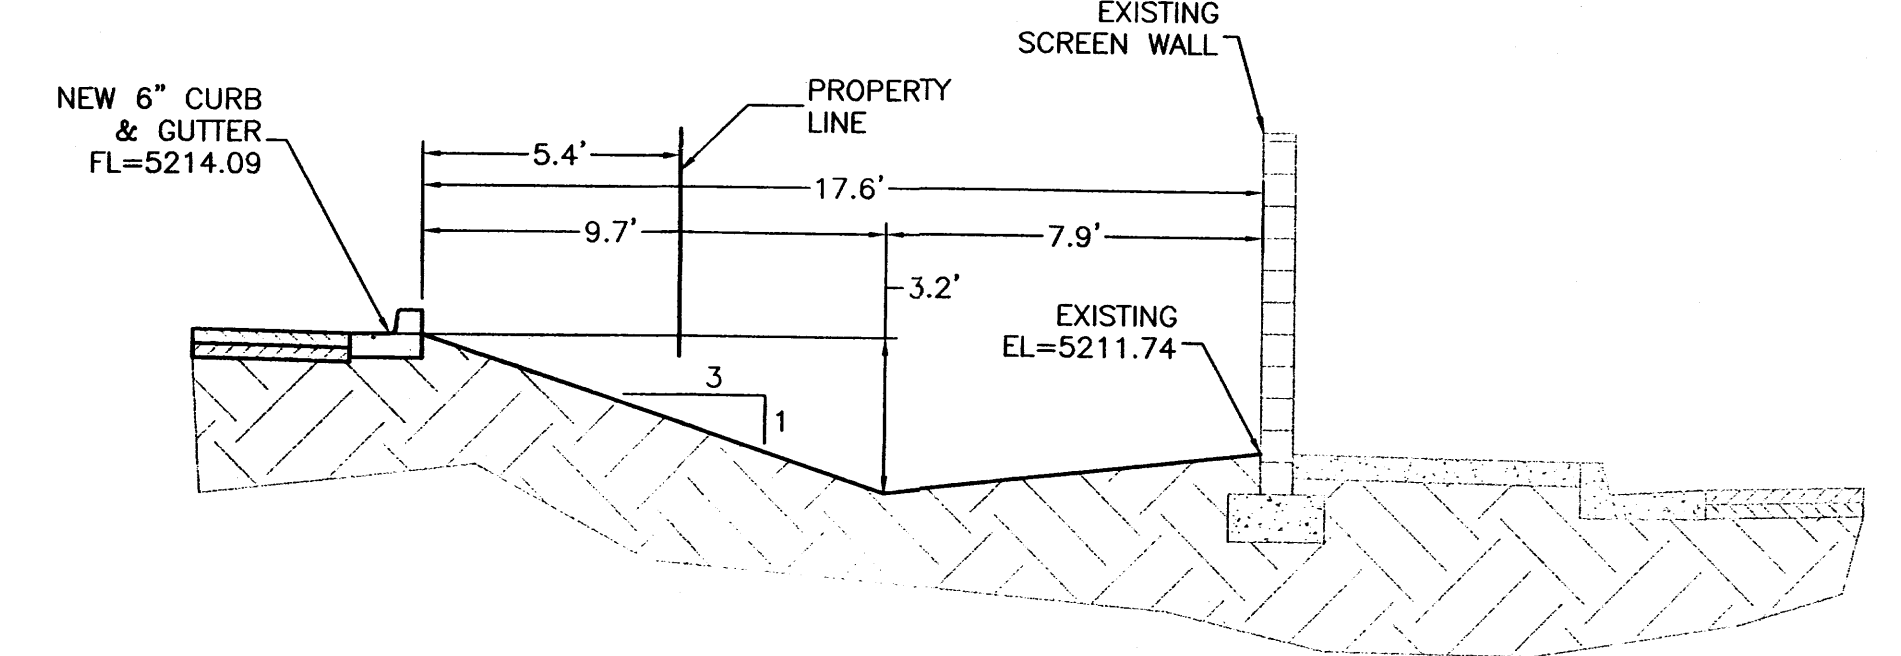 EXISTING
SCREEN WALL
NEW 6” CURB
& GUTTER
FL=5214.09
PROPERTY
LINE
5.4’
17.6’
9.7’
7.9’
3.2’
EXISTING
EL=5211.74
3
1